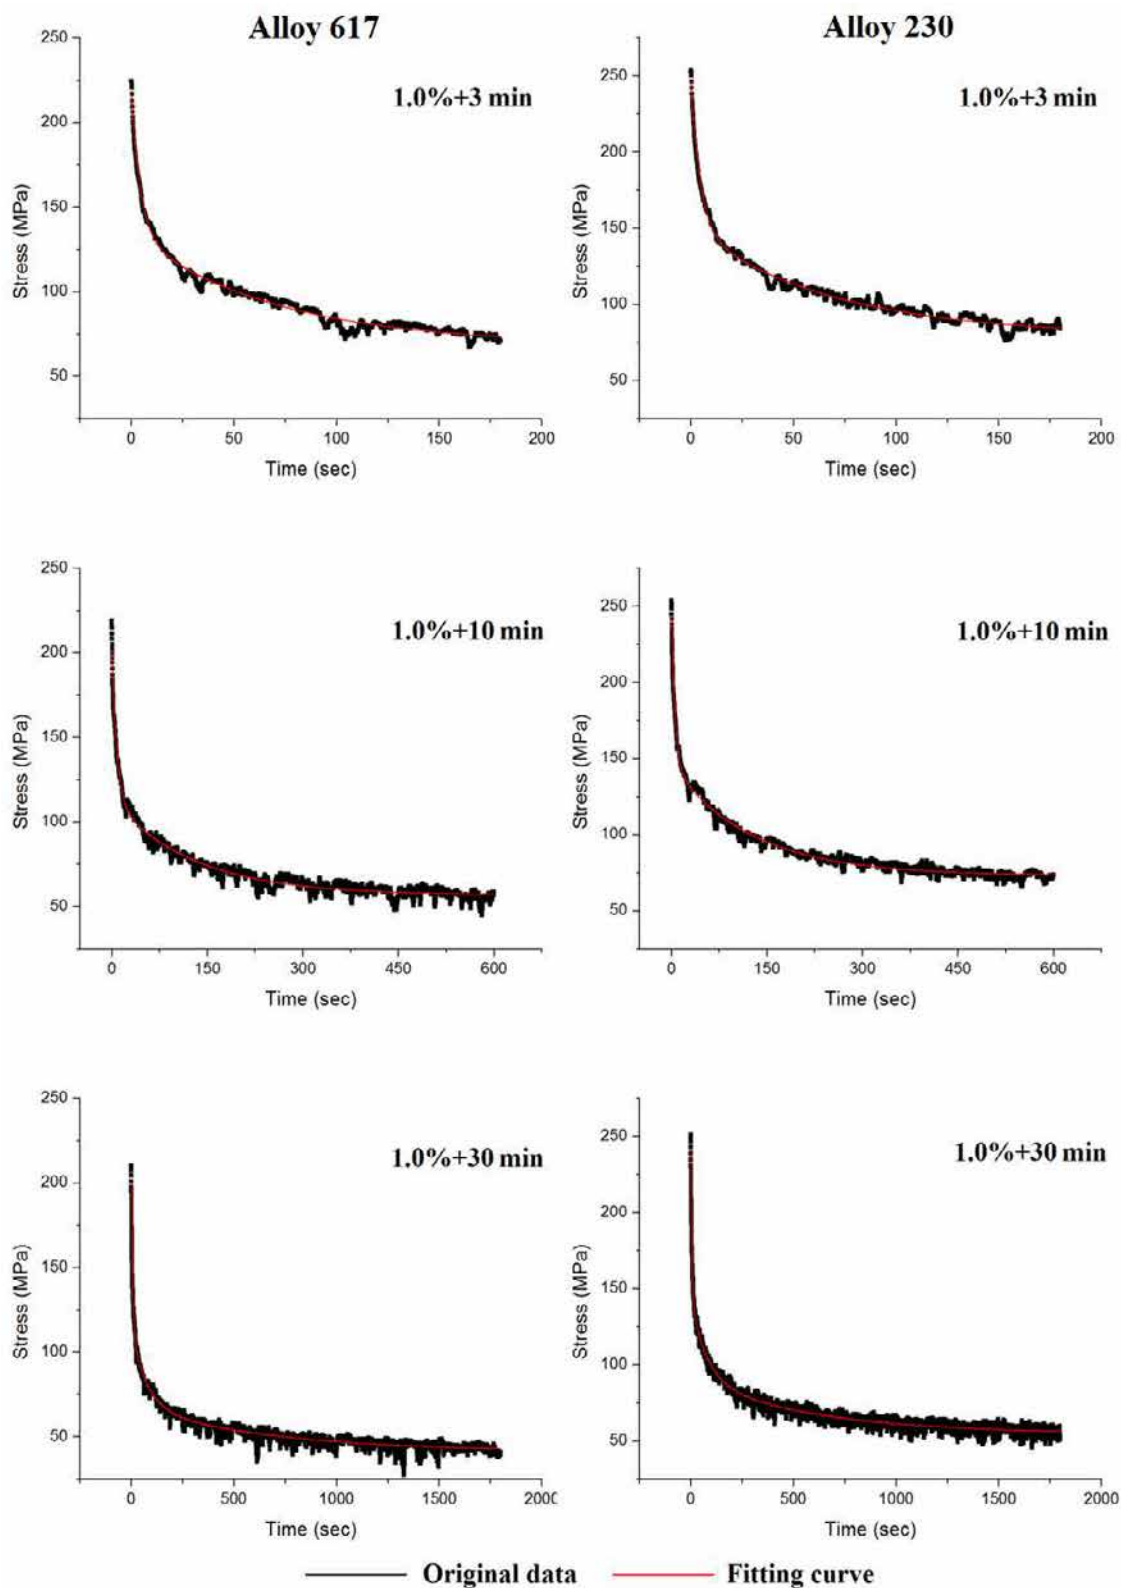 Alloy 617
Alloy 230
1.0%+3 min
250
200
150
100
50
Stress (MPa)
0 50 100 150 200
Time (sec)
1.0%+3 min
250
200
150
100
50
Stress (MPa)
0 50 100 150 200
Time (sec)
1.0%+10 min
250
200
150
100
50
Stress (MPa)
0 150 300 450 600
Time (sec)
1.0%+10 min
250
200
150
100
50
Stress (MPa)
0 150 300 450 600
Time (sec)
1.0%+30 min
250
200
150
100
50
Stress (MPa)
0 500 1000 1500 2000
Time (sec)
1.0%+30 min
250
200
150
100
50
Stress (MPa)
0 500 1000 1500 2000
Time (sec)
Original data Fitting curve